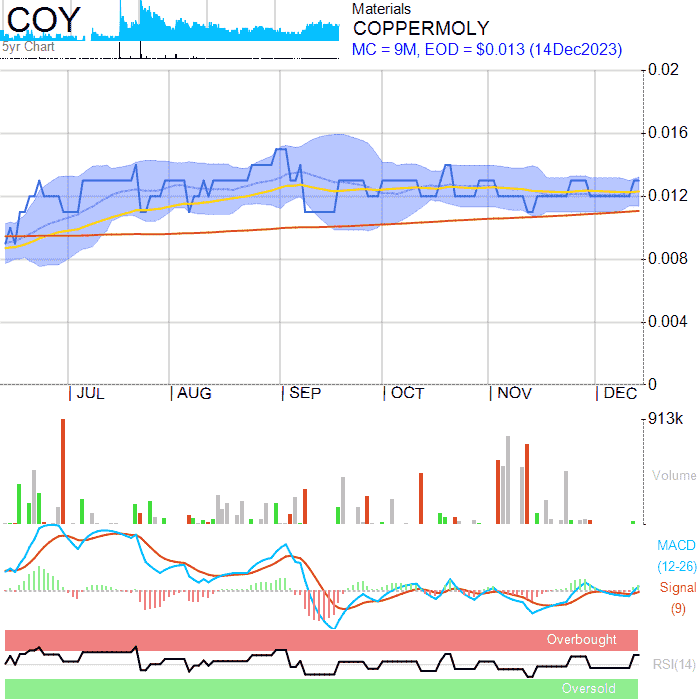 COY
5yr Chart
Materials
COPPERMOLY
MC = 9M, EOD = $0.013 (14Dec2023)
0.02
0.016
0.012
0.008
0.004
0
JUL AUG SEP OCT NOV DEC
913k
Volume
MACD
(12-26)
Signal
(9)
Overbought
RSI(14)
Oversold